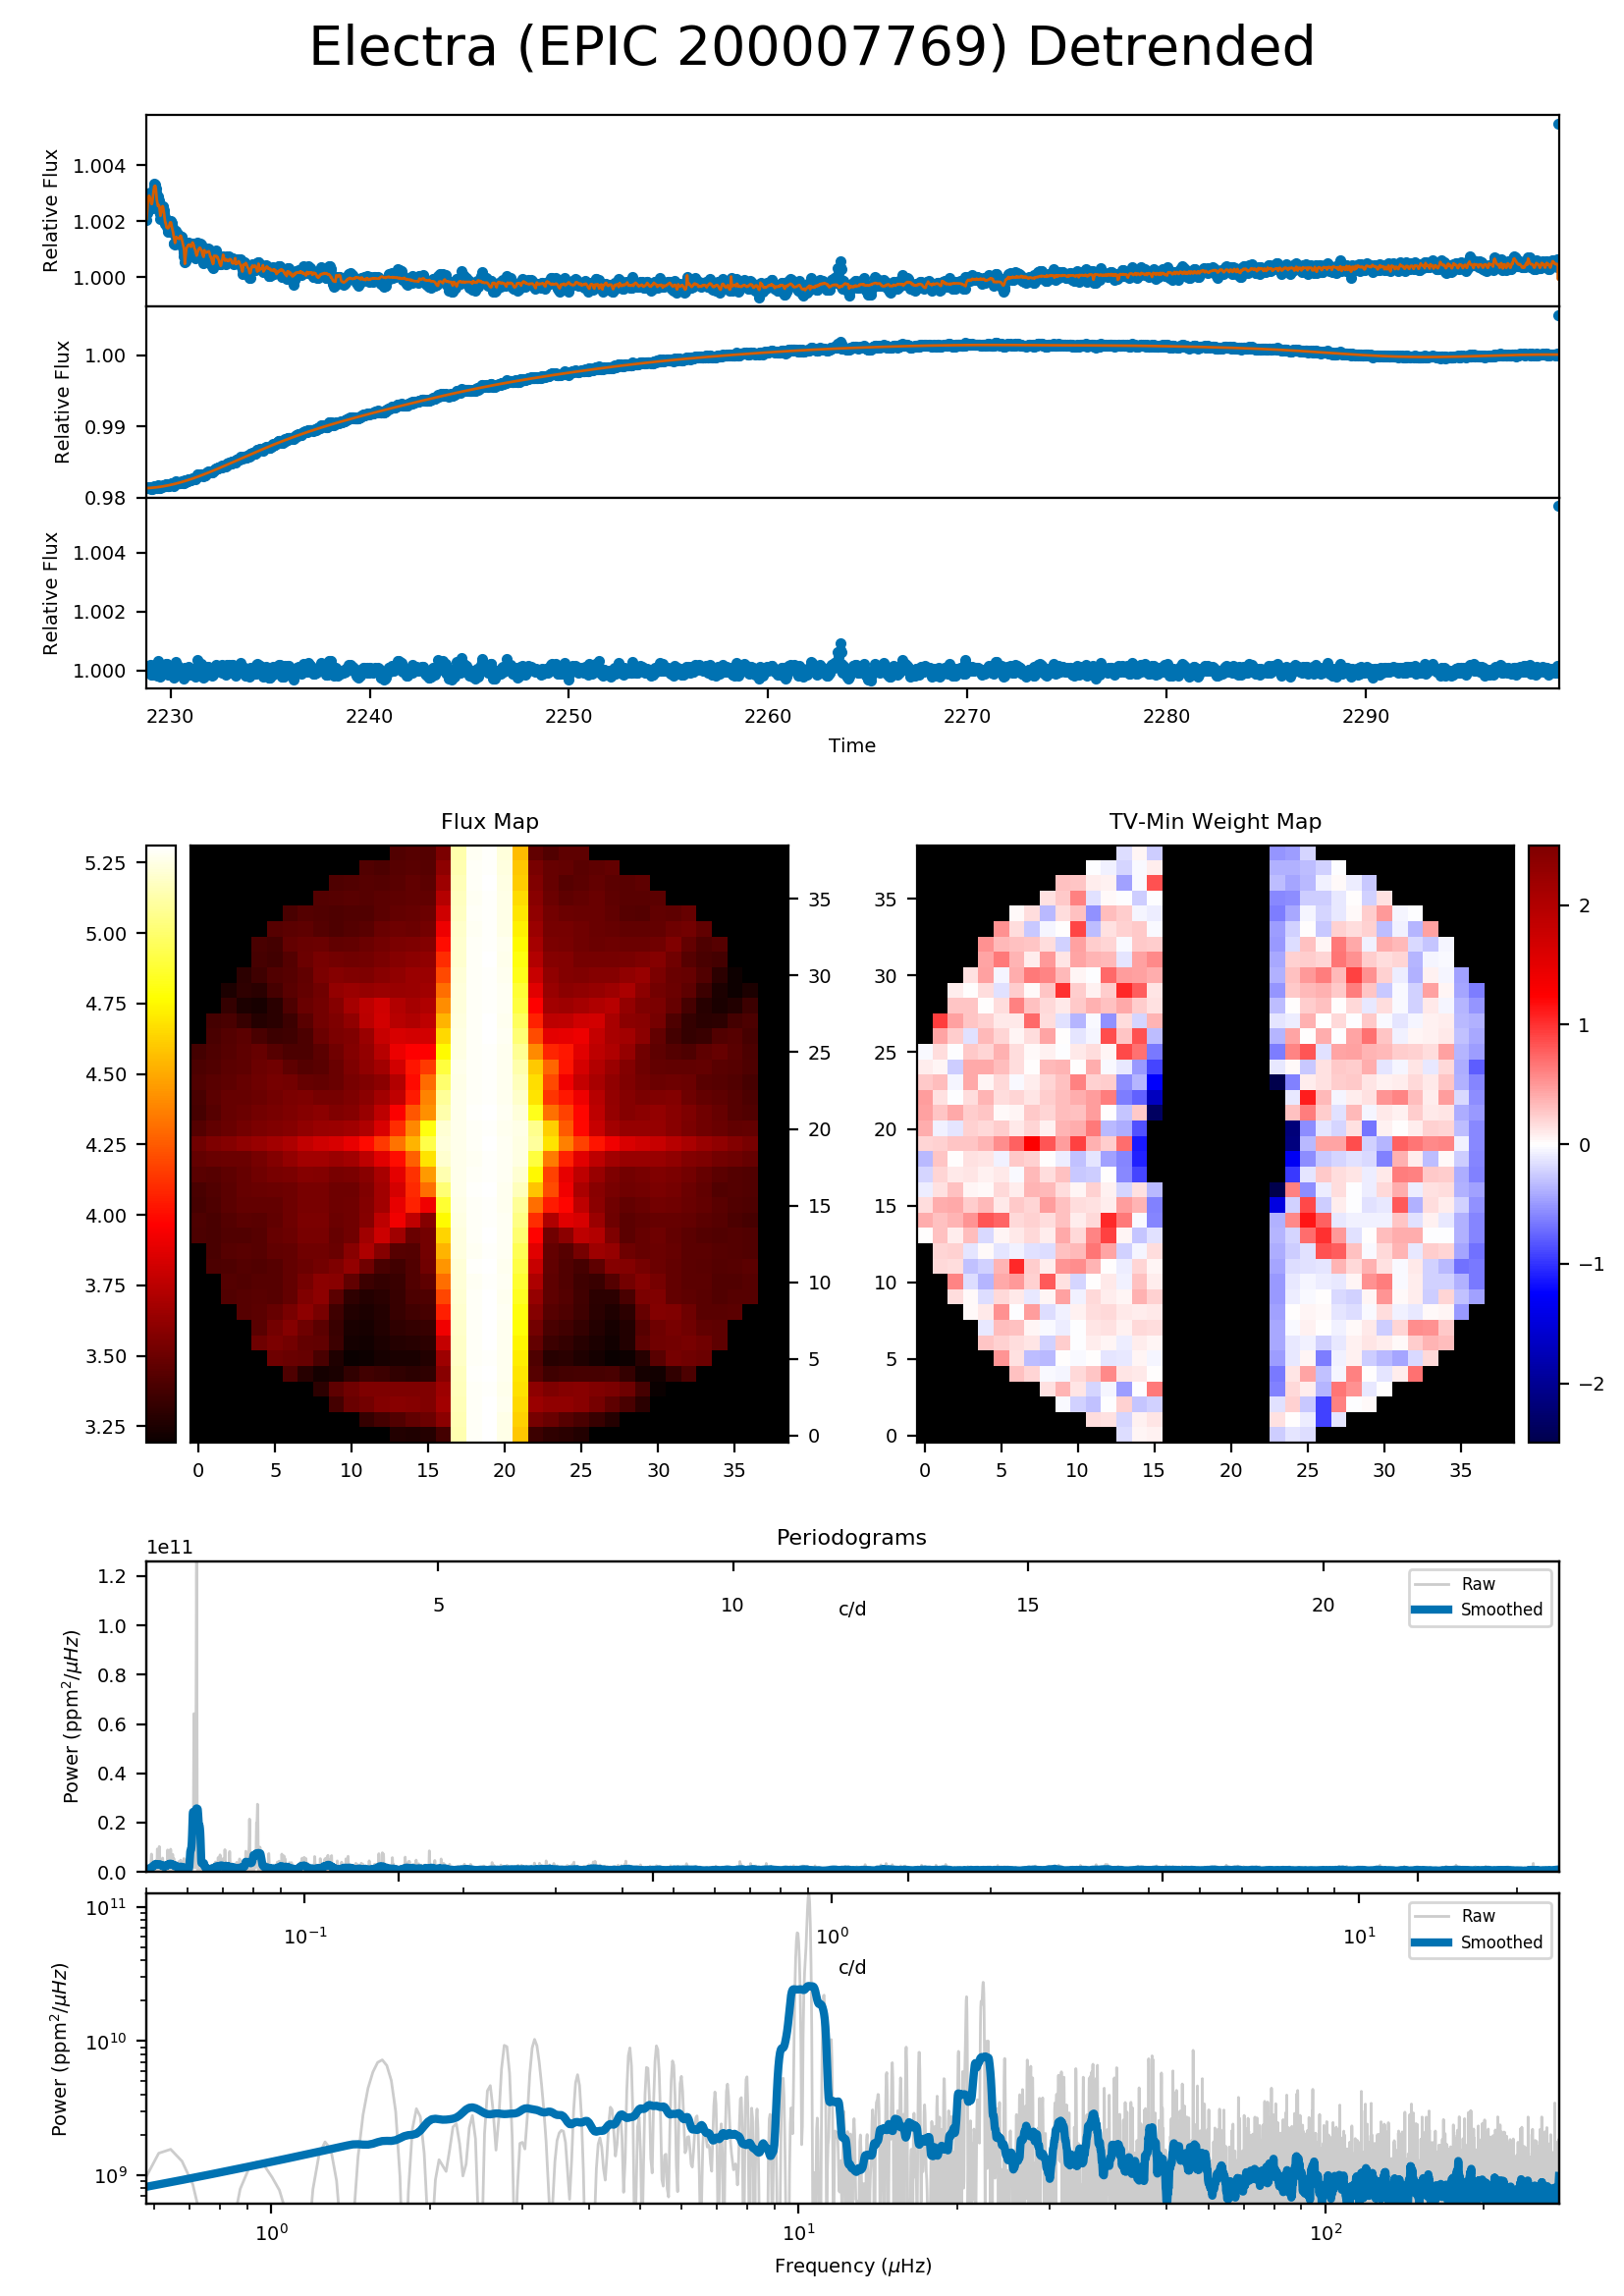 Electra (EPIC 200007769) Detrended
Relative Flux
1.004
1.002
1.000
Relative Flux
1.00
0.99
0.98
Relative Flux
1.004
1.002
1.000
2230 2240 2250 2260 2270 2280 2290
Time
Flux Map
5.25
5.00
4.75
4.50
4.25
4.00
3.75
3.50
3.25
35
30
25
20
15
10
5
0
0 5 10 15 20 25 30 35
TV-Min Weight Map
35
30
25
20
15
10
5
0
0 5 10 15 20 25 30 35
2
1
0
−1
−2
Periodograms
1e11
Power (ppm²/μHz)
1.2
1.0
0.8
0.6
0.4
0.2
0.0
5 10 15 20
c/d
Raw
Smoothed
Power (ppm²/μHz)
10¹¹
10¹⁰
10⁹
10⁻¹ 10⁰ 10¹
c/d
Raw
Smoothed
10⁰ 10¹ 10²
Frequency (μHz)